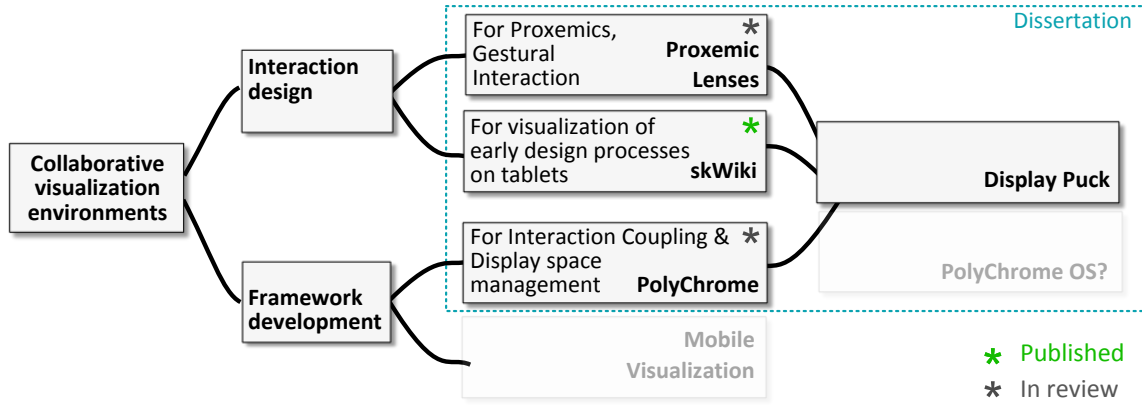 Dissertation
Collaborative
visualization
environments
Interaction
design
Framework
development
For Proxemics, *
Gestural Proxemic
Interaction Lenses
For visualization of *
early design processes
on tablets skWiki
For Interaction Coupling & *
Display space
management PolyChrome
Mobile
Visualization
Display Puck
PolyChrome OS?
* Published
* In review